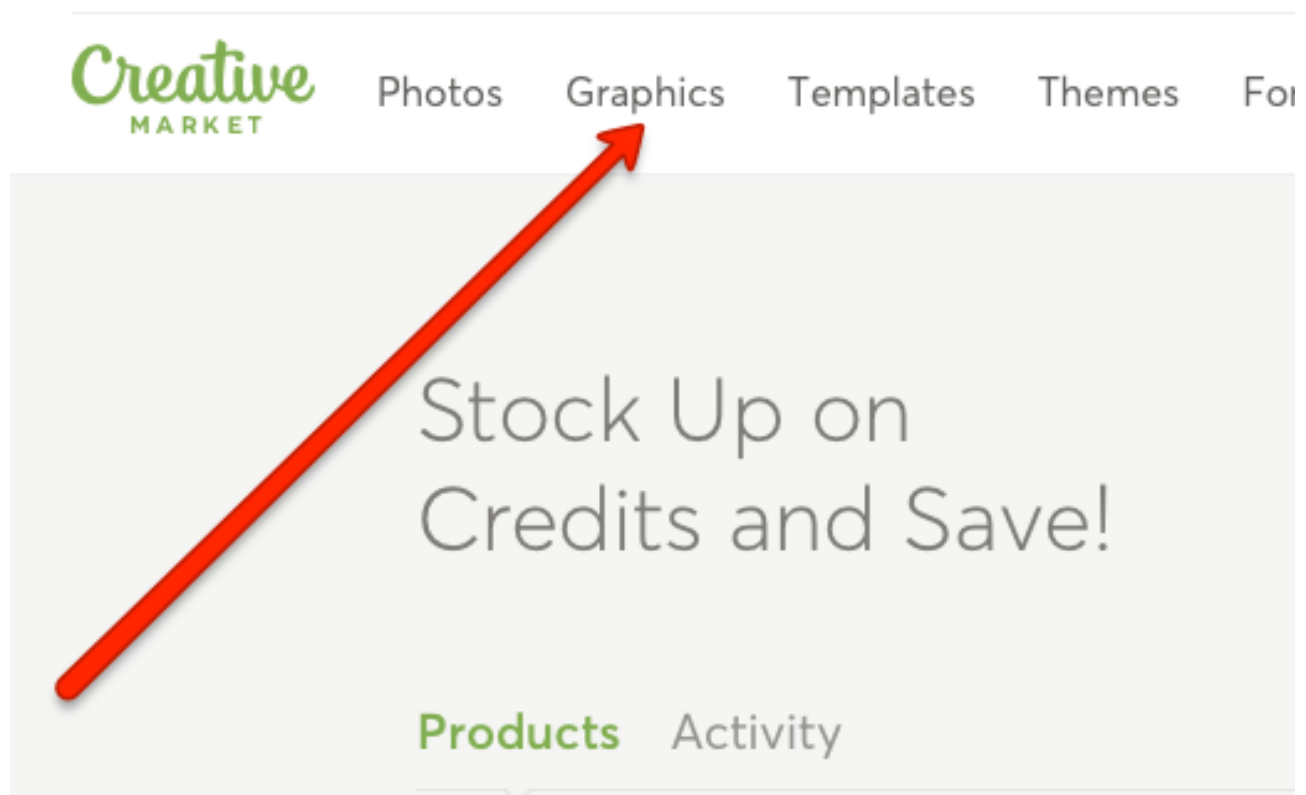 Creative
MARKET
Photos Graphics Templates Themes
Stock Up on
Credits and Save!
Products Activity